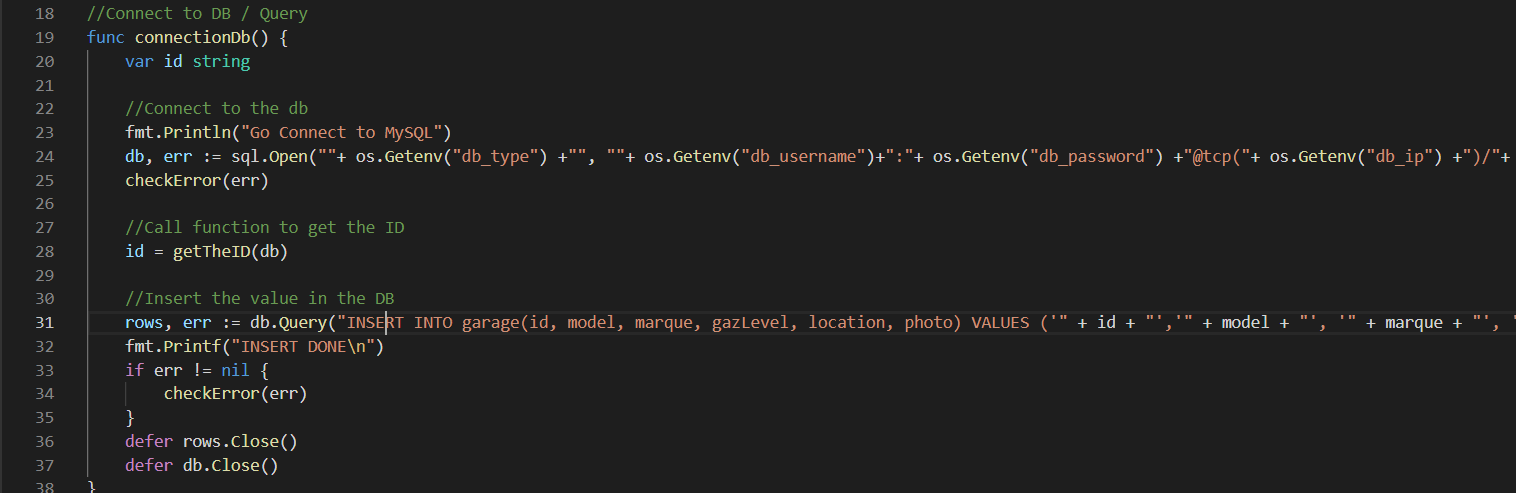 18 //Connect to DB / Query
19 func connectionDb() {
20 var id string
21
22 //Connect to the db
23 fmt.Println("Go Connect to MySQL")
24 db, err := sql.Open(""+ os.Getenv("db_type") +"", ""+ os.Getenv("db_username")+":"+ os.Getenv("db_password") +"@tcp("+ os.Getenv("db_ip") +")/"+
25 checkError(err)
26
27 //Call function to get the ID
28 id = getTheID(db)
29
30 //Insert the value in the DB
31 rows, err := db.Query("INSERT INTO garage(id, model, marque, gazLevel, location, photo) VALUES ('" + id + "','" + model + "', '" + marque + "', '
32 fmt.Printf("INSERT DONE\n")
33 if err != nil {
34 checkError(err)
35 }
36 defer rows.Close()
37 defer db.Close()
38 }